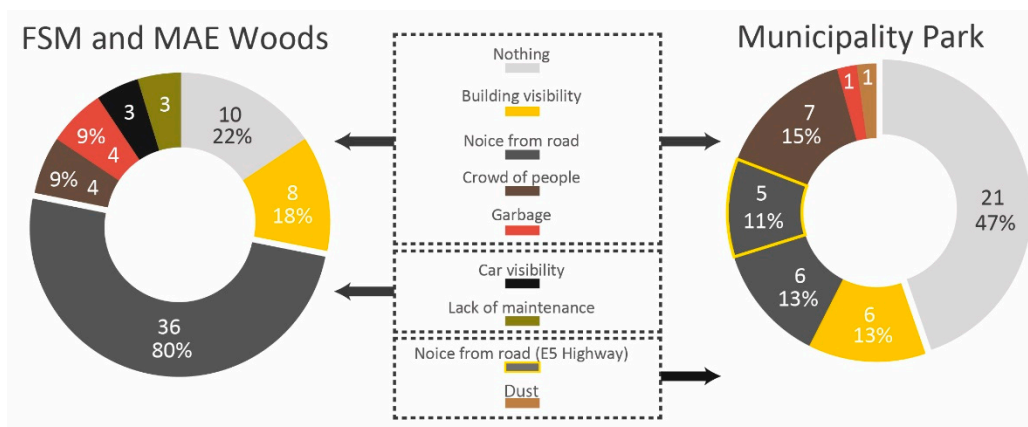 FSM and MAE Woods
3
3
10
22%
9%
4
9%
4
8
18%
36
80%
Nothing
Building visibility
Noice from road
Crowd of people
Garbage
Car visibility
Lack of maintenance
Noice from road (E5 Highway)
Dust
Municipality Park
1
1
7
15%
5
11%
21
47%
6
13%
6
13%